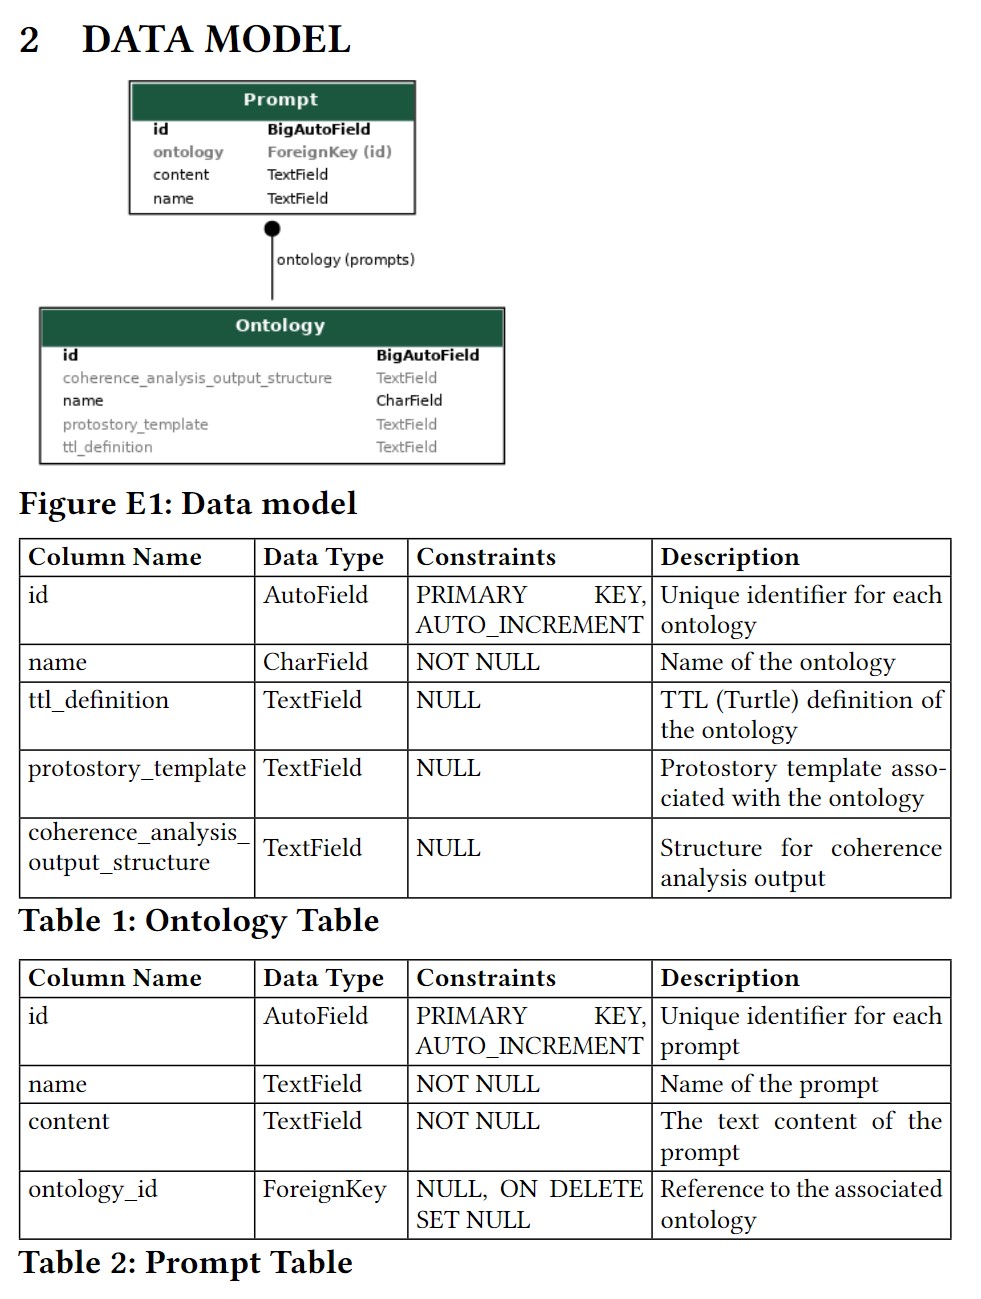 2 DATA MODEL
Prompt
id BigAutoField
ontology ForeignKey (id)
content TextField
name TextField
ontology (prompts)
Ontology
id BigAutoField
coherence_analysis_output_structure TextField
name CharField
protostory_template TextField
ttl_definition TextField
Figure E1: Data model
Column Name Data Type Constraints Description
id AutoField PRIMARY KEY, Unique identifier for each
AUTO_INCREMENT ontology
name CharField NOT NULL Name of the ontology
ttl_definition TextField NULL TTL (Turtle) definition of
the ontology
protostory_template TextField NULL Protostory template asso-
ciated with the ontology
coherence_analysis_
output_structure TextField NULL Structure for coherence
analysis output
Table 1: Ontology Table
Column Name Data Type Constraints Description
id AutoField PRIMARY KEY, Unique identifier for each
AUTO_INCREMENT prompt
name TextField NOT NULL Name of the prompt
content TextField NOT NULL The text content of the
prompt
ontology_id ForeignKey NULL, ON DELETE Reference to the associated
SET NULL ontology
Table 2: Prompt Table